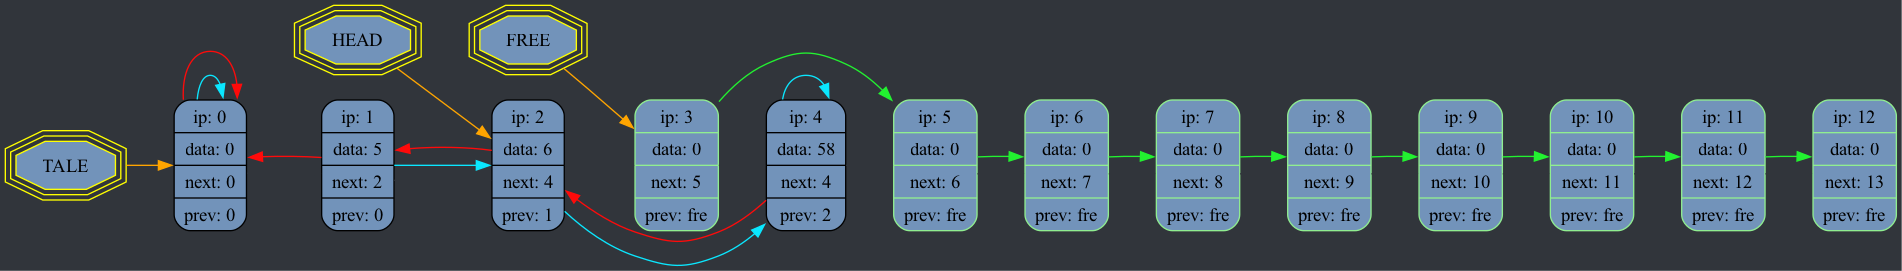 HEAD
FREE
TALE
ip: 0
data: 0
next: 0
prev: 0
ip: 1
data: 5
next: 2
prev: 0
ip: 2
data: 6
next: 4
prev: 1
ip: 3
data: 0
next: 5
prev: fre
ip: 4
data: 58
next: 4
prev: 2
ip: 5
data: 0
next: 6
prev: fre
ip: 6
data: 0
next: 7
prev: fre
ip: 7
data: 0
next: 8
prev: fre
ip: 8
data: 0
next: 9
prev: fre
ip: 9
data: 0
next: 10
prev: fre
ip: 10
data: 0
next: 11
prev: fre
ip: 11
data: 0
next: 12
prev: fre
ip: 12
data: 0
next: 13
prev: fre